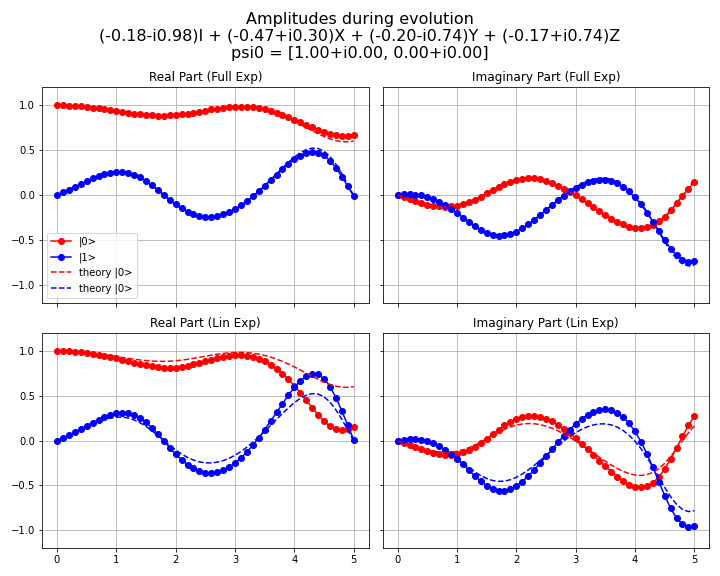 Amplitudes during evolution
(-0.18-i0.98)I + (-0.47+i0.30)X + (-0.20-i0.74)Y + (-0.17+i0.74)Z
psi0 = [1.00+i0.00, 0.00+i0.00]
Real Part (Full Exp)
1.0
0.5
0.0
−0.5
−1.0
|0>
|1>
theory |0>
theory |0>
Imaginary Part (Full Exp)
Real Part (Lin Exp)
1.0
0.5
0.0
−0.5
−1.0
0 1 2 3 4 5
Imaginary Part (Lin Exp)
0 1 2 3 4 5